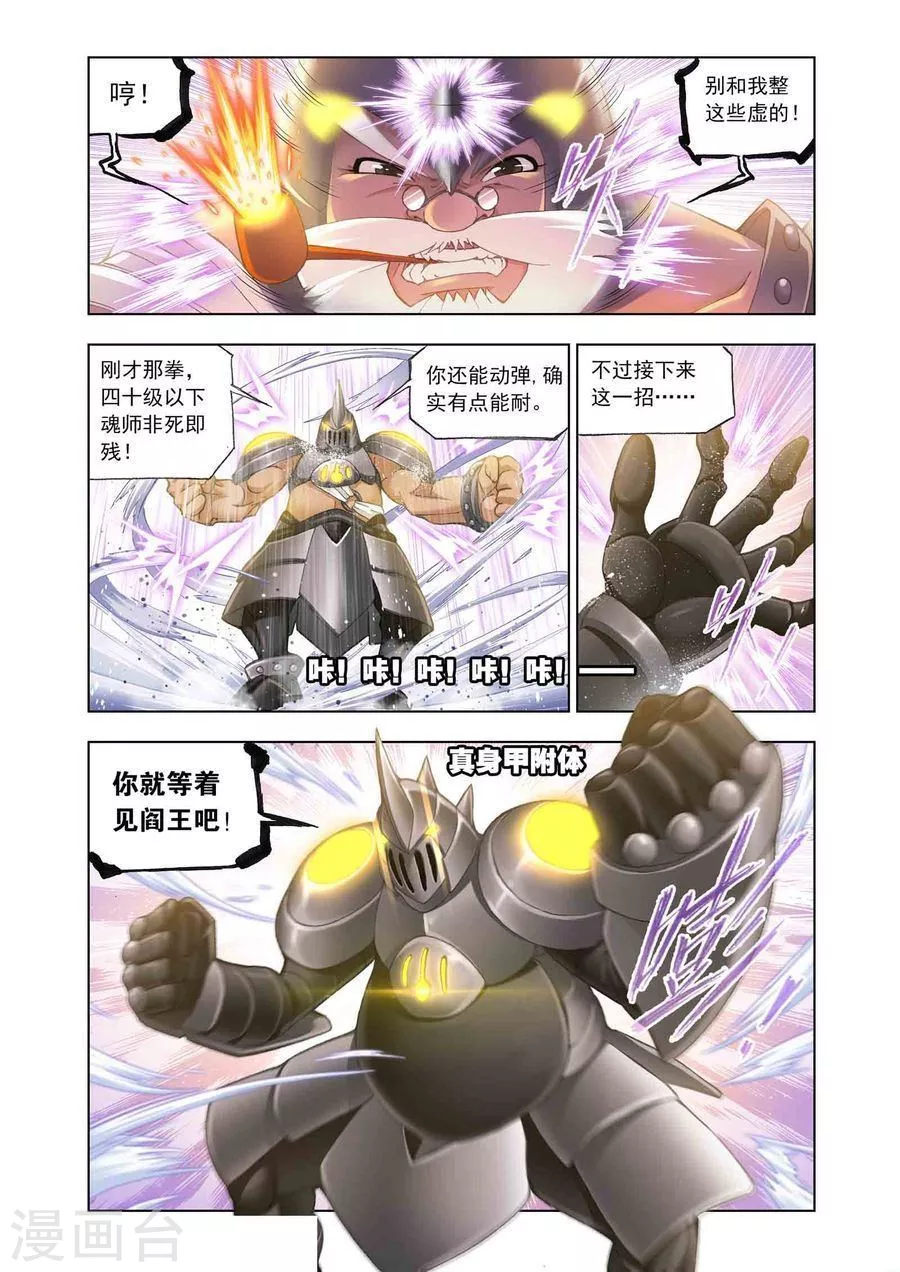 哼！
别和我整
这些虚的！
咔
刚才那拳，
四十级以下
魂师非死即
残！
你还能动弹，确
实有点能耐。
咔！咔！咔！咔！咔！——
不过接下来
这一招……
咔
真身甲附体
你就等着
见阎王吧！
嘭
漫画台